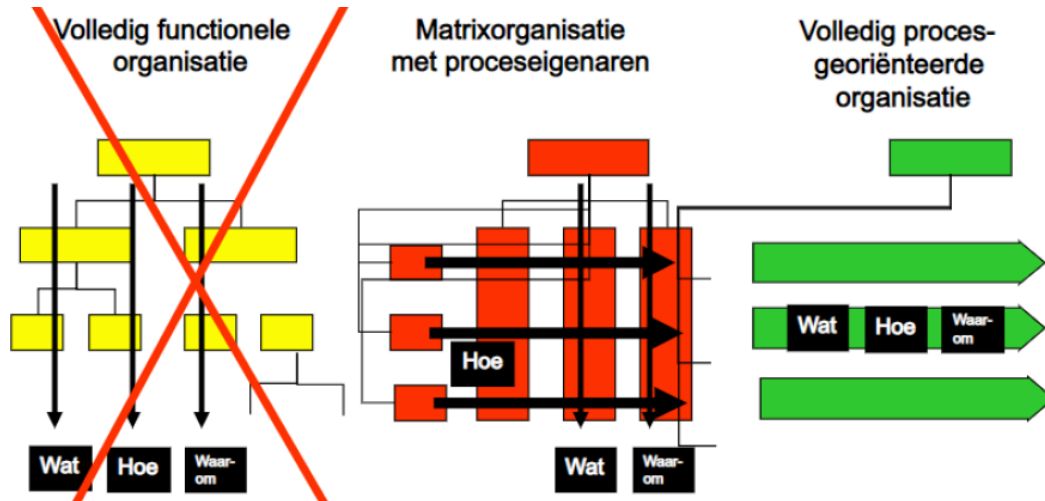 Volledig functionele
organisatie
Matrixorganisatie
met proceseigenaren
Volledig proces-
georiënteerde
organisatie
Wat
Hoe
Waar-
om
Hoe
Wat
Waar-
om
Wat
Hoe
Waar-
om